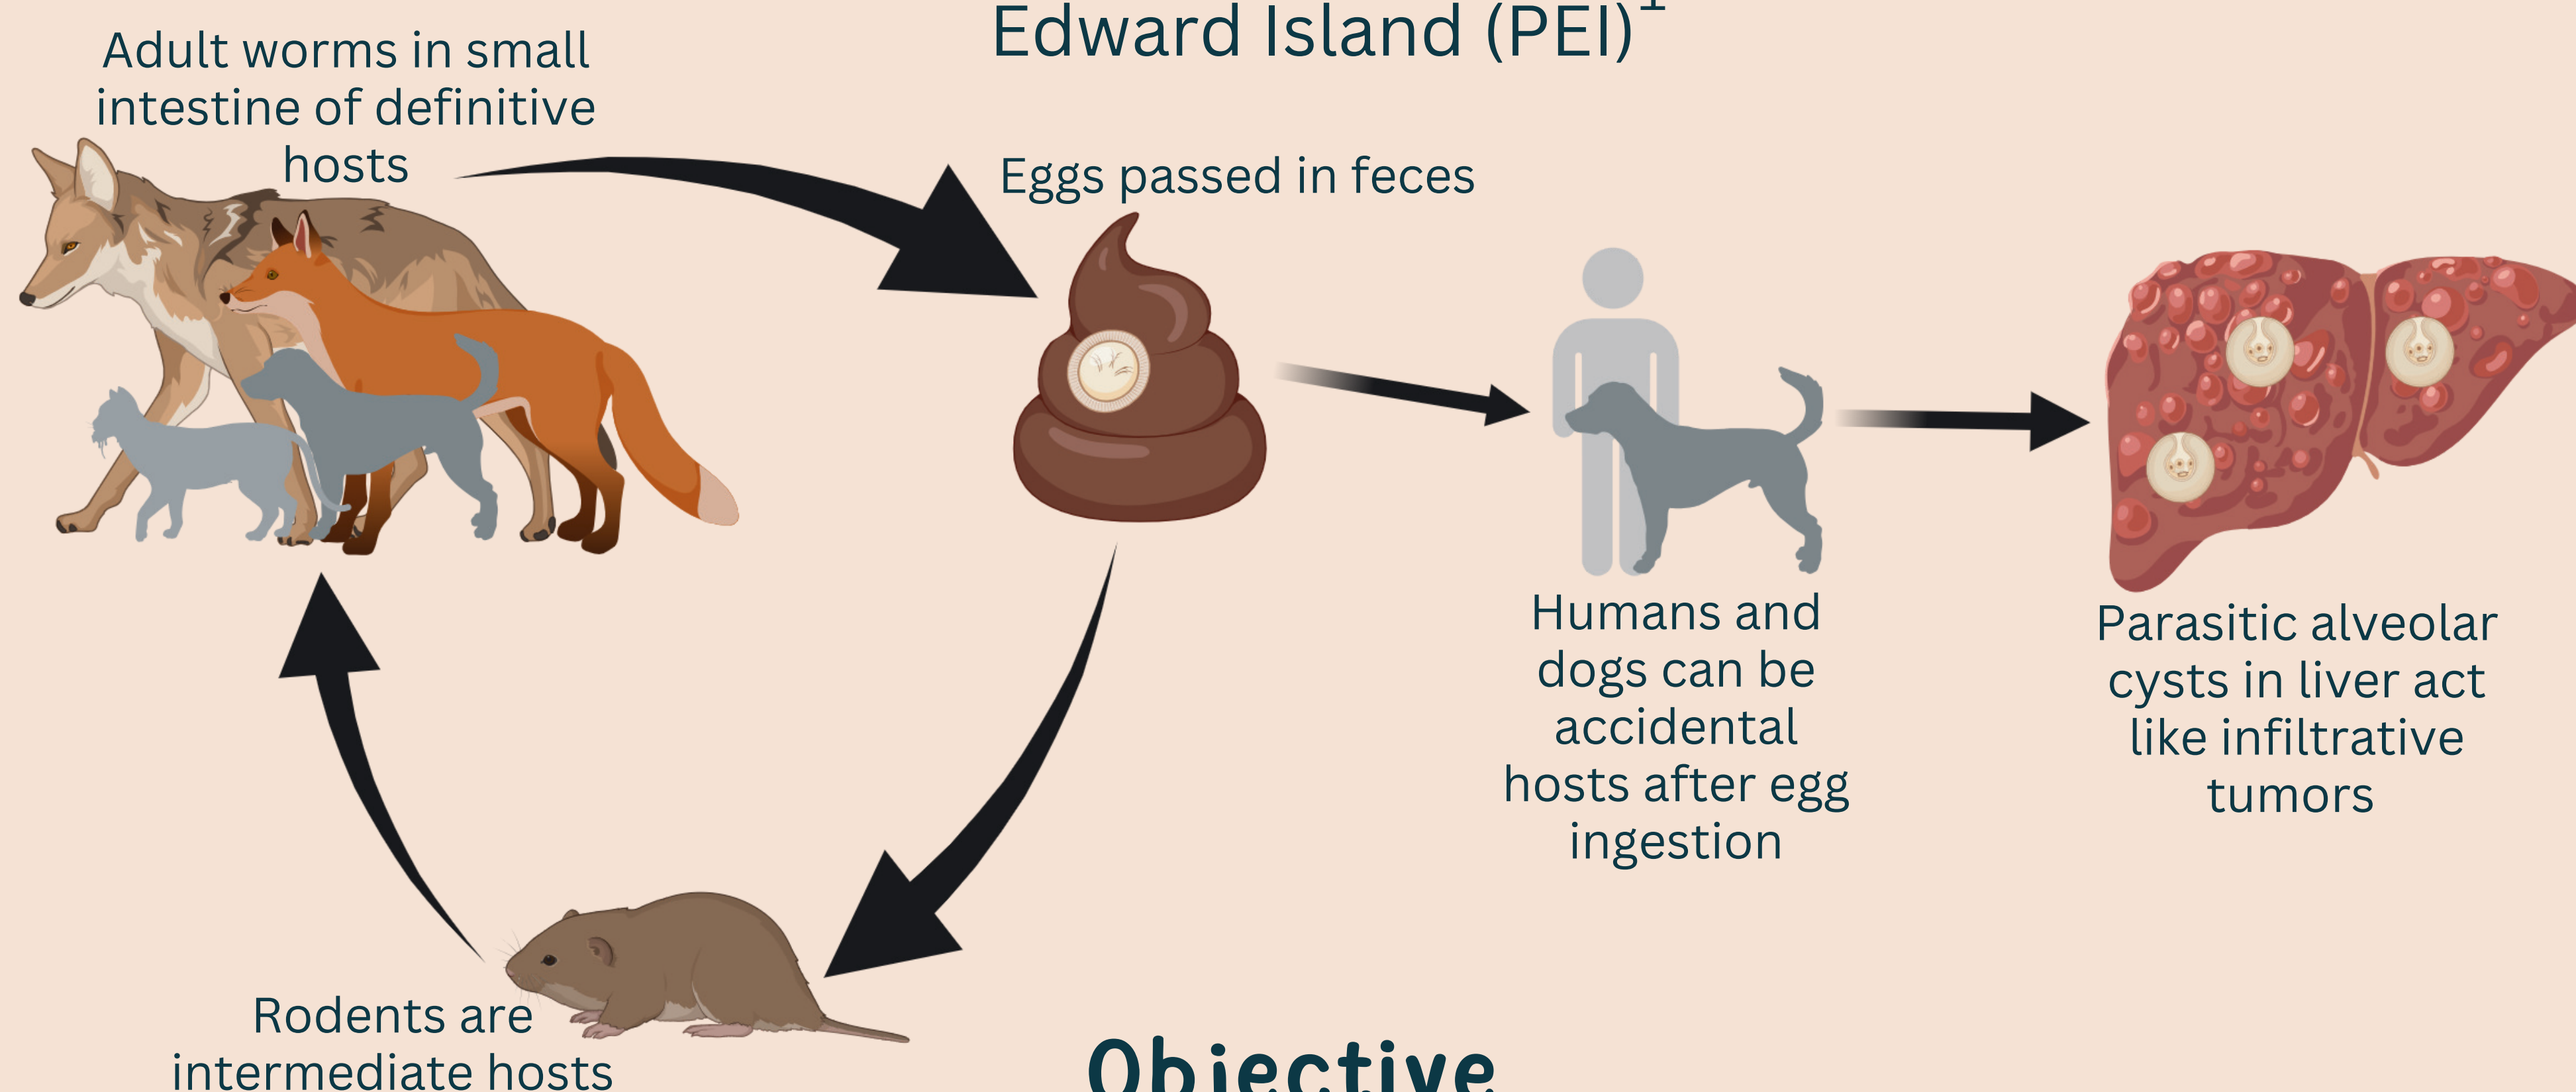 Edward Island (PEI)¹
Adult worms in small
intestine of definitive
hosts
Eggs passed in feces
Humans and
dogs can be
accidental
hosts after egg
ingestion
Parasitic alveolar
cysts in liver act
like infiltrative
tumors
Rodents are
intermediate hosts
Objective